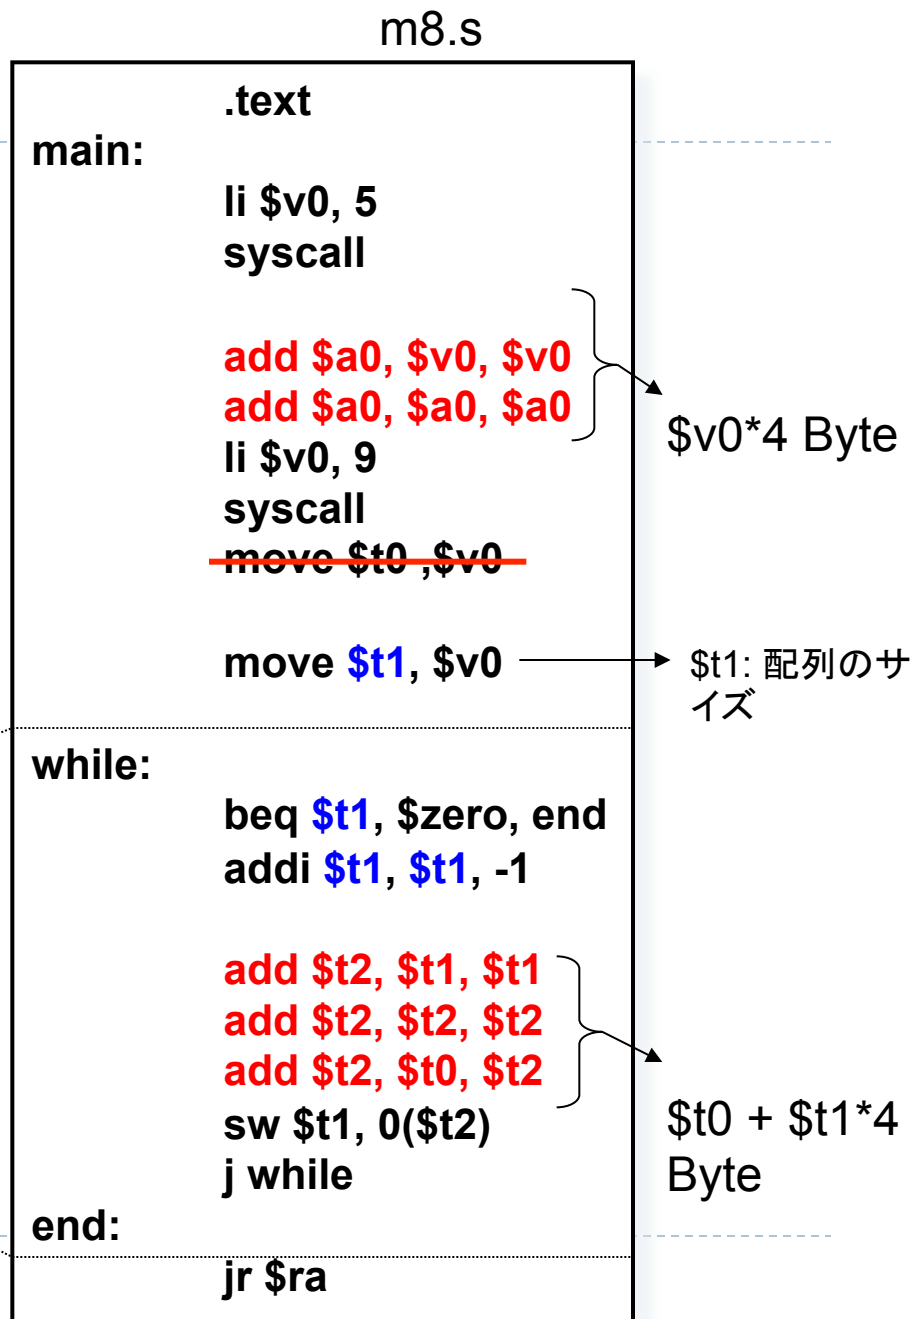 m8.s
.text
main:
li $v0, 5
syscall
add $a0, $v0, $v0
add $a0, $a0, $a0
$v0*4 Byte
li $v0, 9
syscall
move $t0 ,$v0
move $t1, $v0
$t1: 配列のサ
イズ
while:
beq $t1, $zero, end
addi $t1, $t1, -1
add $t2, $t1, $t1
add $t2, $t2, $t2
add $t2, $t0, $t2
sw $t1, 0($t2)
$t0 + $t1*4
Byte
j while
end:
jr $ra